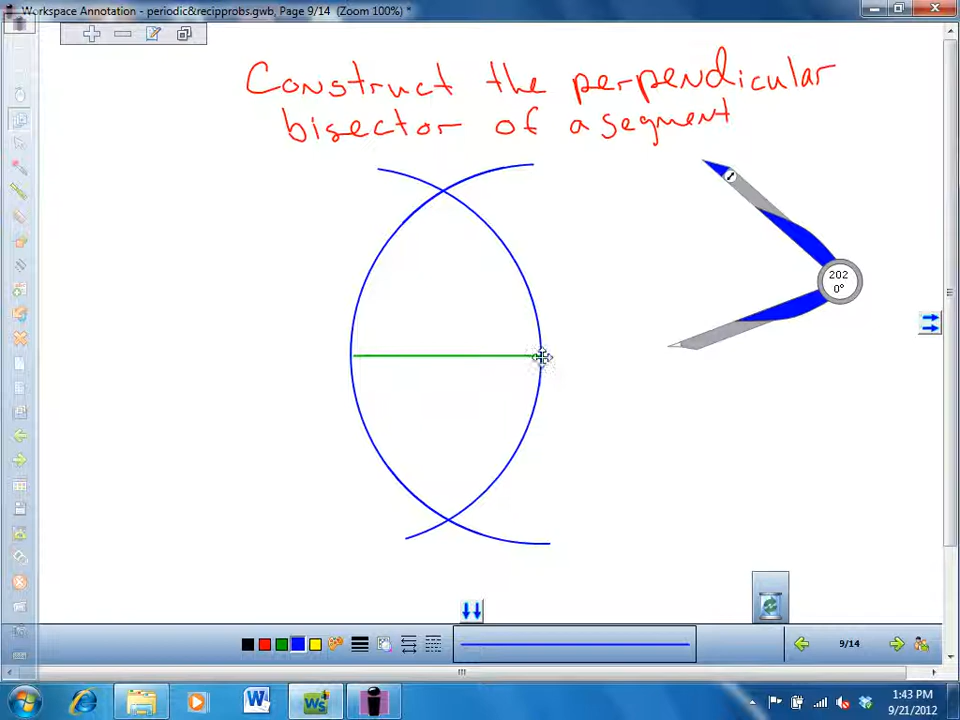 Workspace Annotation - periodic&recipprobs.gwb, Page 9/14 (Zoom 100%) *
Construct the perpendicular
bisector of a segment
202
0°
9/14
1:43 PM
9/21/2012